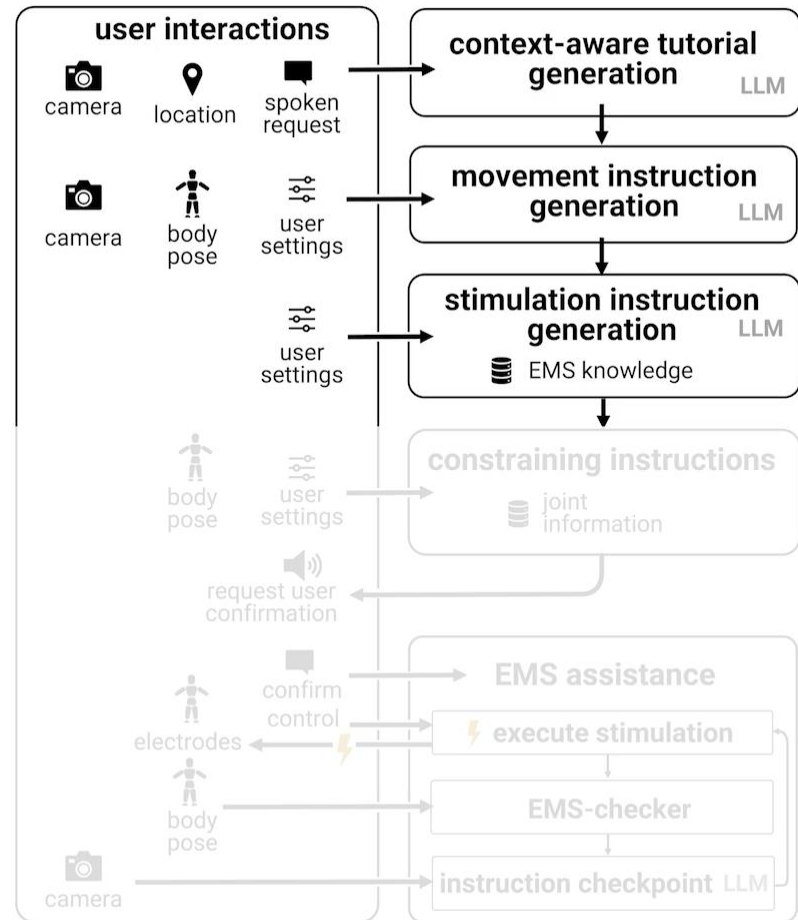 user interactions
camera
location
spoken
request
context-aware tutorial
generation
LLM
camera
body
pose
user
settings
movement instruction
generation
LLM
user
settings
stimulation instruction
generation
LLM
EMS knowledge
body
pose
user
settings
constraining instructions
joint
information
request user
confirmation
confirm
control
EMS assistance
electrodes
execute stimulation
body
pose
EMS-checker
camera
instruction checkpoint LLM